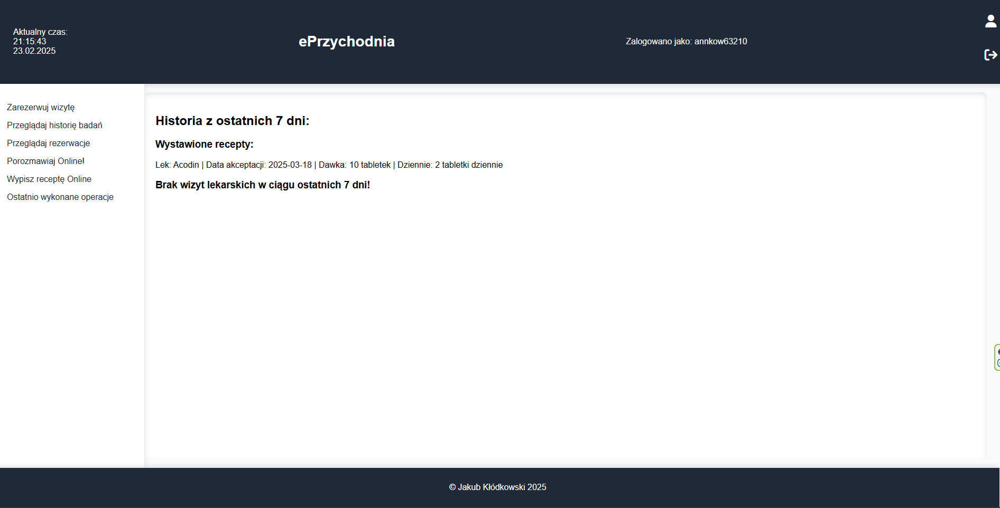 Aktualny czas:
21:15:43
23.02.2025
ePrzychodnia
Zalogowano jako: annkow63210
Zarezerwuj wizytę
Przeglądaj historię badań
Przeglądaj rezerwacje
Porozmawiaj Online!
Wypisz receptę Online
Ostatnio wykonane operacje
Historia z ostatnich 7 dni:
Wystawione recepty:
Lek: Acodin | Data akceptacji: 2025-03-18 | Dawka: 10 tabletek | Dziennie: 2 tabletki dziennie
Brak wizyt lekarskich w ciągu ostatnich 7 dni!
© Jakub Kłódkowski 2025